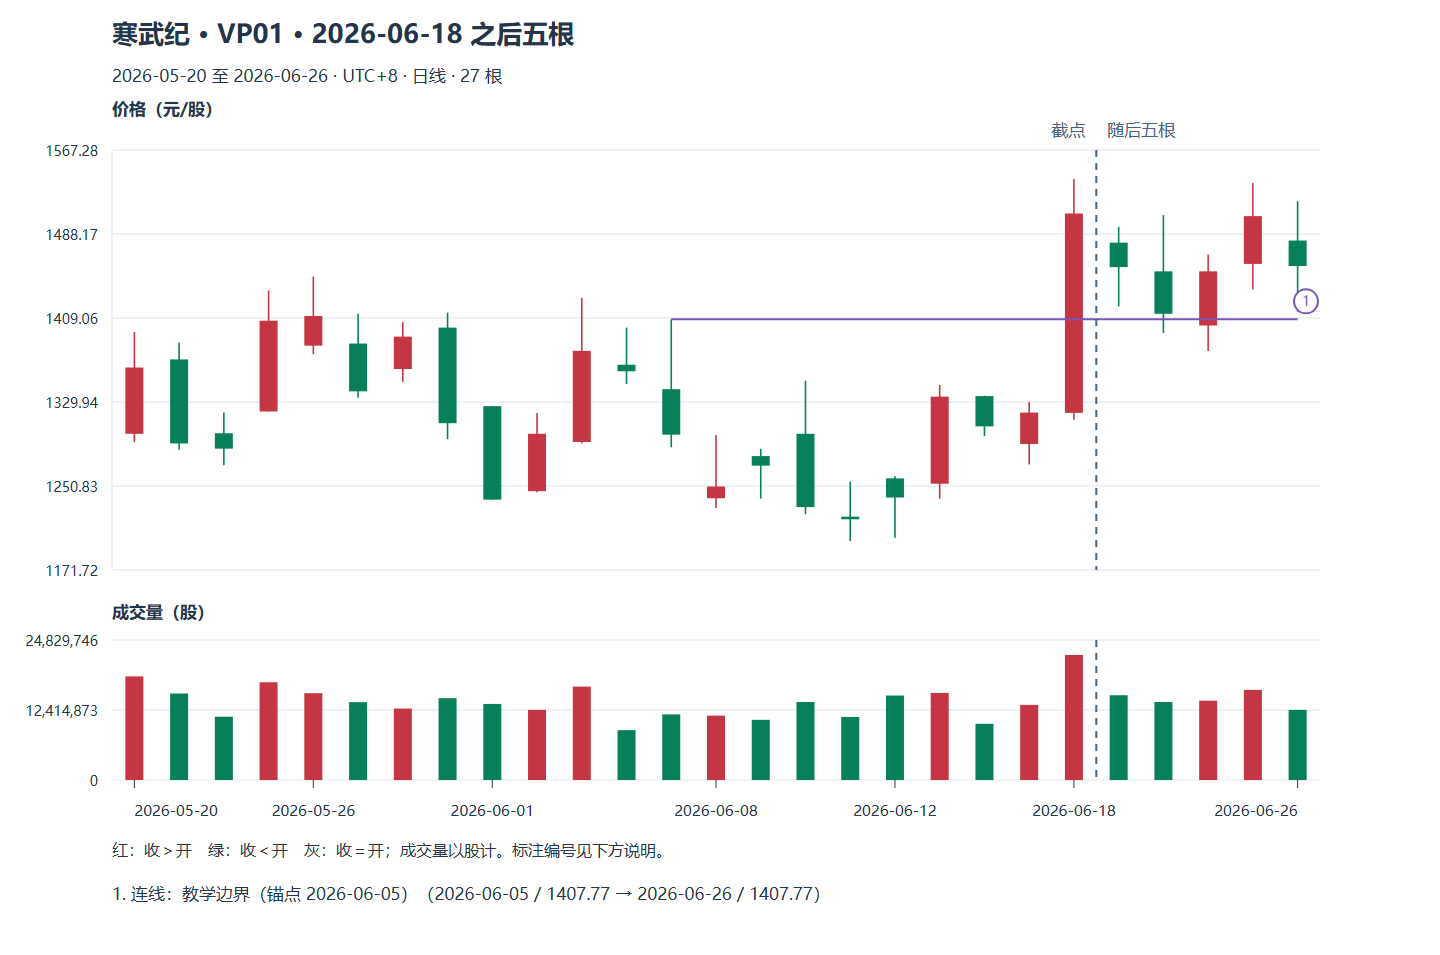 寒武纪 • VP01 • 2026-06-18 之后五根
2026-05-20 至 2026-06-26 · UTC+8 · 日线 · 27 根
价格（元/股）
截点 随后五根
1567.28
1488.17
1409.06
1329.94
1250.83
1171.72
1
成交量（股）
24,829,746
12,414,873
0
2026-05-20 2026-05-26 2026-06-01 2026-06-08 2026-06-12 2026-06-18 2026-06-26
红：收 > 开 绿：收 < 开 灰：收 = 开；成交量以股计。标注编号见下方说明。
1. 连线：教学边界（锚点 2026-06-05）（2026-06-05 / 1407.77 → 2026-06-26 / 1407.77）